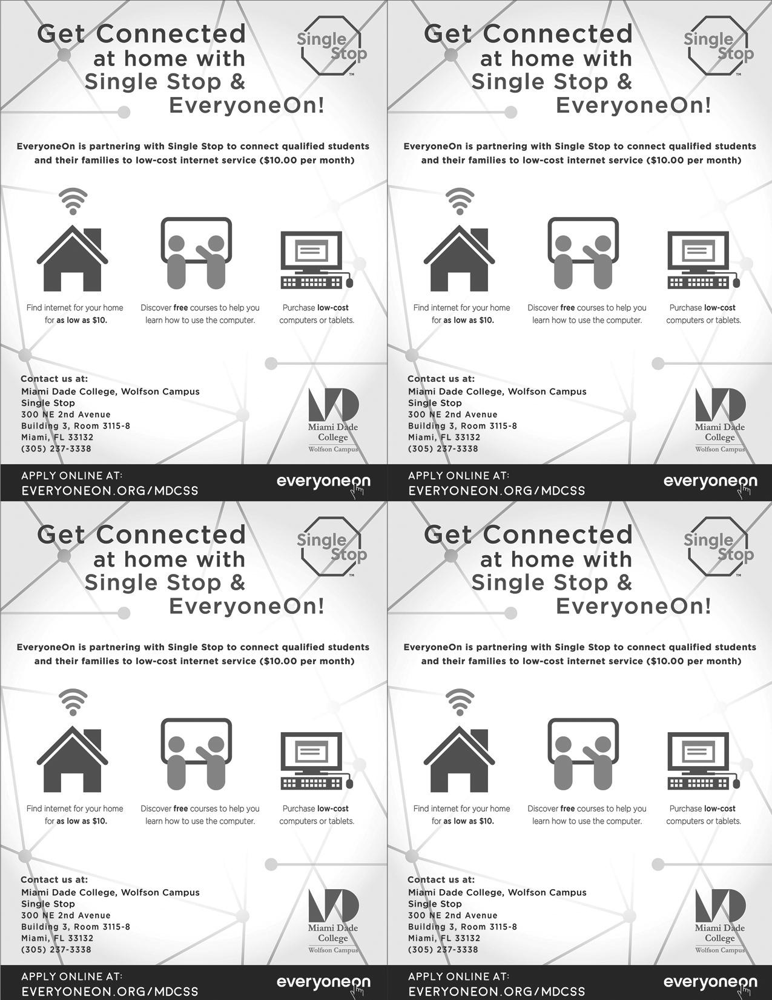 Get Connected
at home with
Single Stop &
EveryoneOn!
Single
Stop
TM
EveryoneOn is partnering with Single Stop to connect qualified students
and their families to low-cost internet service ($10.00 per month)
Find internet for your home
for as low as $10.
Discover free courses to help you
learn how to use the computer.
Purchase low-cost
computers or tablets.
Contact us at:
Miami Dade College, Wolfson Campus
Single Stop
300 NE 2nd Avenue
Building 3, Room 3115-8
Miami, FL 33132
(305) 237-3338
Miami Dade
College
Wolfson Campus
APPLY ONLINE AT:
EVERYONEON.ORG/MDCSS
everyoneon
Get Connected
at home with
Single Stop &
EveryoneOn!
Single
Stop
TM
EveryoneOn is partnering with Single Stop to connect qualified students
and their families to low-cost internet service ($10.00 per month)
Find internet for your home
for as low as $10.
Discover free courses to help you
learn how to use the computer.
Purchase low-cost
computers or tablets.
Contact us at:
Miami Dade College, Wolfson Campus
Single Stop
300 NE 2nd Avenue
Building 3, Room 3115-8
Miami, FL 33132
(305) 237-3338
Miami Dade
College
Wolfson Campus
APPLY ONLINE AT:
EVERYONEON.ORG/MDCSS
everyoneon
Get Connected
at home with
Single Stop &
EveryoneOn!
Single
Stop
TM
EveryoneOn is partnering with Single Stop to connect qualified students
and their families to low-cost internet service ($10.00 per month)
Find internet for your home
for as low as $10.
Discover free courses to help you
learn how to use the computer.
Purchase low-cost
computers or tablets.
Contact us at:
Miami Dade College, Wolfson Campus
Single Stop
300 NE 2nd Avenue
Building 3, Room 3115-8
Miami, FL 33132
(305) 237-3338
Miami Dade
College
Wolfson Campus
APPLY ONLINE AT:
EVERYONEON.ORG/MDCSS
everyoneon
Get Connected
at home with
Single Stop &
EveryoneOn!
Single
Stop
TM
EveryoneOn is partnering with Single Stop to connect qualified students
and their families to low-cost internet service ($10.00 per month)
Find internet for your home
for as low as $10.
Discover free courses to help you
learn how to use the computer.
Purchase low-cost
computers or tablets.
Contact us at:
Miami Dade College, Wolfson Campus
Single Stop
300 NE 2nd Avenue
Building 3, Room 3115-8
Miami, FL 33132
(305) 237-3338
Miami Dade
College
Wolfson Campus
APPLY ONLINE AT:
EVERYONEON.ORG/MDCSS
everyoneon